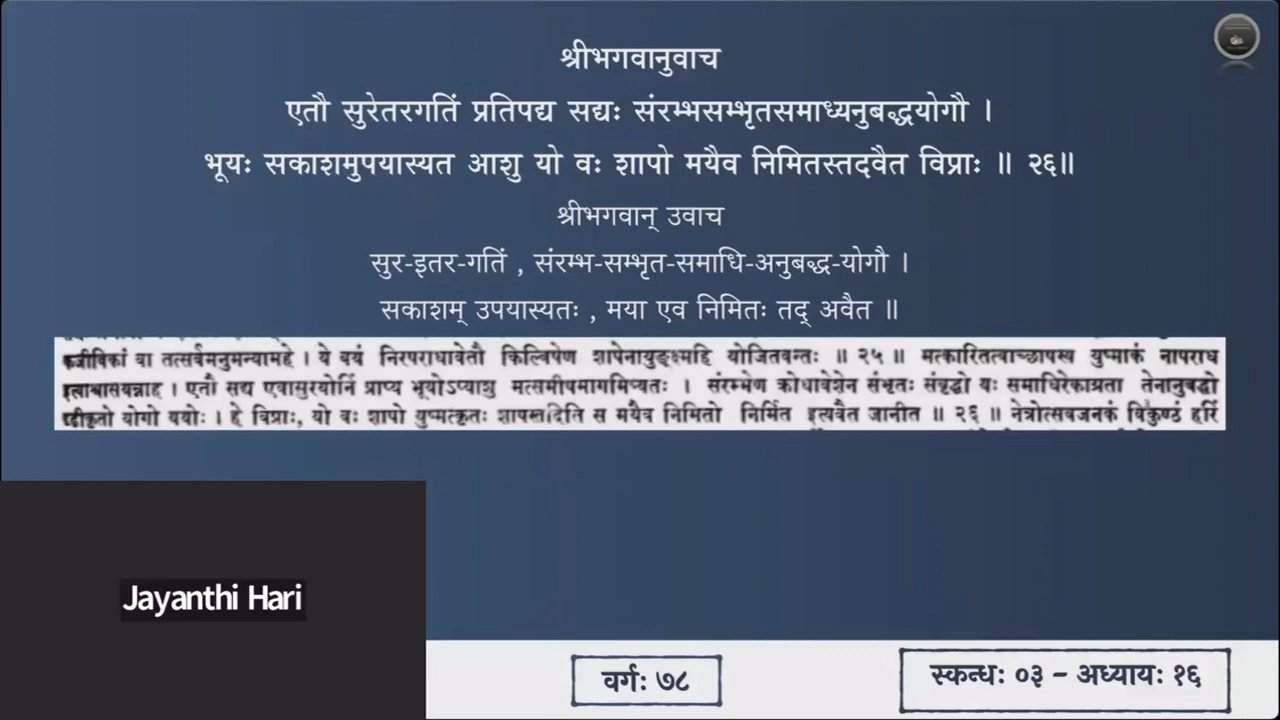 श्रीभगवानुवाच
एतौ सुरेतरगतिं प्रतिपद्य सद्यः संरम्भसम्भृतसमाध्यनुबद्धयोगौ ।
भूयः सकाशमुपयास्यत आशु यो वः शापो मयैव निमितस्तदवैत विप्राः ॥ २६॥
श्रीभगवान् उवाच
सुर-इतर-गतिं , संरम्भ-सम्भृत-समाधि-अनुबद्ध-योगौ ।
सकाशम् उपयास्यतः , मया एव निमितः तद् अवैत ॥
वा तत्सर्वमनुमन्यामहे । ये वयं निरपराधावेतौ किल्बिषेण शापेनायुङ्क्ष्महि योजितवन्तः ॥ २५ ॥ मत्कारितत्वाच्छापस्य युष्माकं नापराध
इत्याश्वासयन्नाह । एतौ सद्य एवासुरयोनिं प्राप्य भूयोऽप्याशु मत्समीपमागमिष्यतः । संरम्भेण क्रोधावेशेन संभृतः संवृद्धो यः समाधिरेकाग्रता तेनानुबद्धो
दृढीकृतो योगो ययोः । हे विप्राः, यो वः शापो युष्मत्कृतः शापस्तदिति स मयैव निमितो निर्मित इत्यवैत जानीत ॥ २६ ॥ नेत्रोत्सवजनकं विकुण्ठं हरिं
Jayanthi Hari
वर्गः ७८
स्कन्धः ०३ - अध्यायः १६